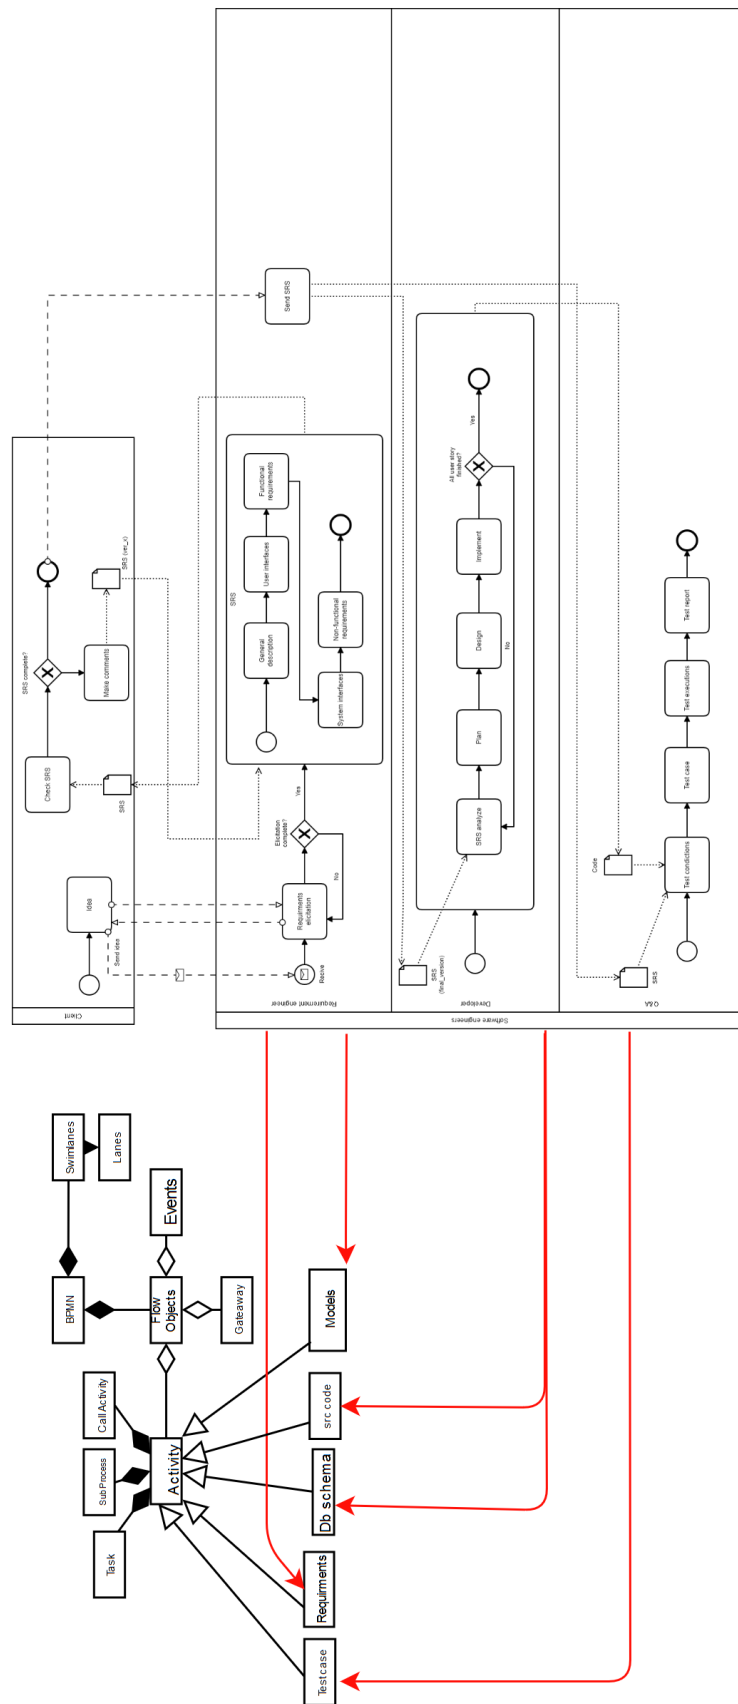 Client
Idea
Send idea
Check SRS
SRS
SRS complete?
Make comments
SRS (ver_x)
Software engineers
Requirement engineer
Recive
Requirments
elicitation
No
Elicitation
complete?
Yes
SRS
General
description
User interfaces
Functional
requirements
System interfaces
Non-functional
requirements
Send SRS
Developer
SRS
(final_version)
SRS analyze
Plan
Design
Implement
No
All user story
finished?
Yes
Q&A
SRS
Code
Test conditions
Test case
Test executions
Test report
Swimlanes
Lanes
BPMN
Flow
Objects
Events
Gateaway
Call Activity
Sub Process
Task
Activity
Models
src code
Db schema
Requirments
Testcase